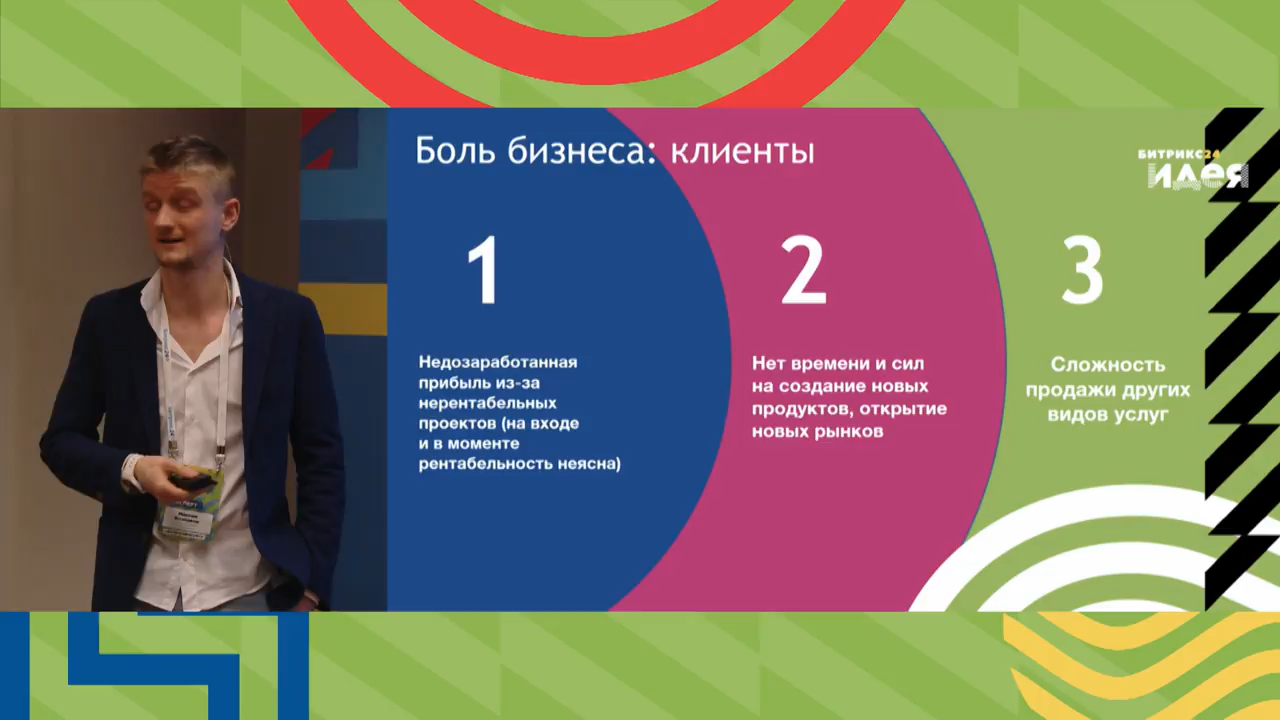 Боль бизнеса: клиенты
БИТРИКС24
идея
1
Недозаработанная
прибыль из-за
нерентабельных
проектов (на входе
и в моменте
рентабельность неясна)
2
Нет времени и сил
на создание новых
продуктов, открытие
новых рынков
3
Сложность
продажи других
видов услуг